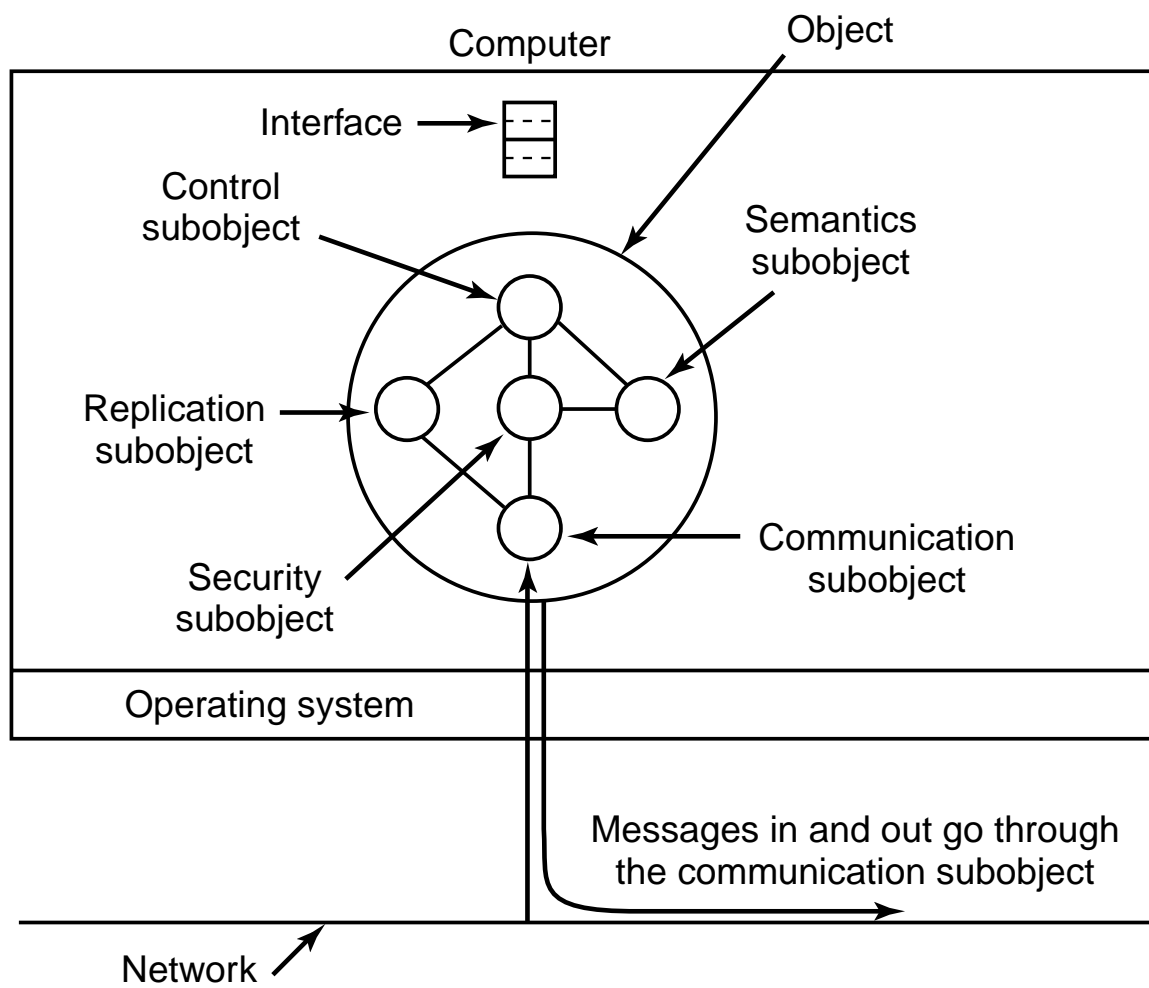 Computer
Object
Interface
Control
subobject
Semantics
subobject
Replication
subobject
Security
subobject
Communication
subobject
Operating system
Messages in and out go through
the communication subobject
Network